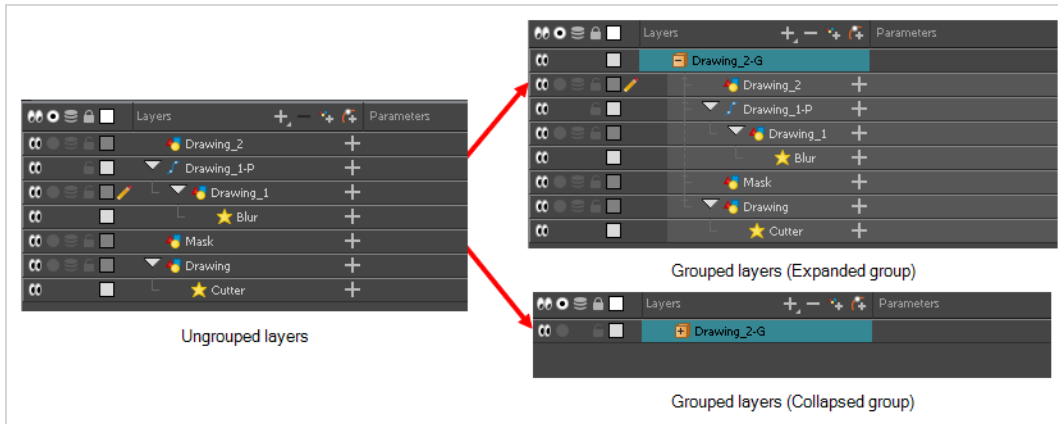 Layers Parameters
Drawing_2
Drawing_1-P
Drawing_1
Blur
Mask
Drawing
Cutter
Ungrouped layers
Layers Parameters
Drawing_2-G
Drawing_2
Drawing_1-P
Drawing_1
Blur
Mask
Drawing
Cutter
Grouped layers (Expanded group)
Layers Parameters
Drawing_2-G
Grouped layers (Collapsed group)